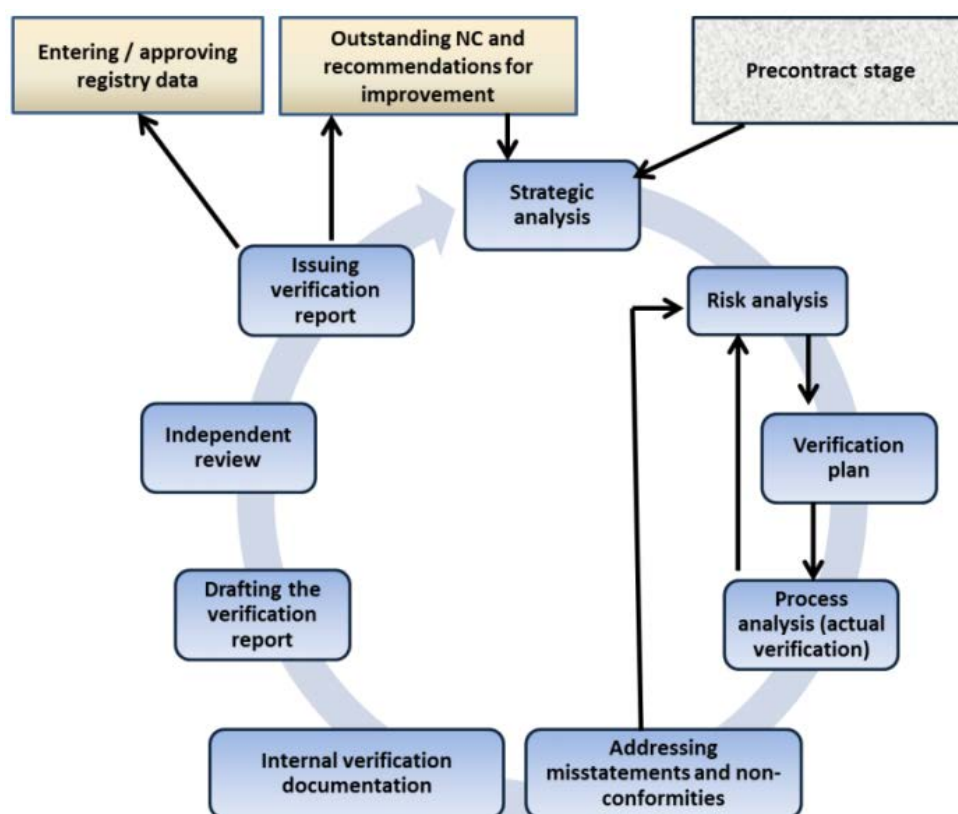 Entering / approving
registry data
Outstanding NC and
recommendations for
improvement
Precontract stage
Strategic
analysis
Issuing
verification
report
Risk analysis
Independent
review
Verification
plan
Drafting the
verification
report
Process
analysis (actual
verification)
Internal verification
documentation
Addressing
misstatements and non-
conformities